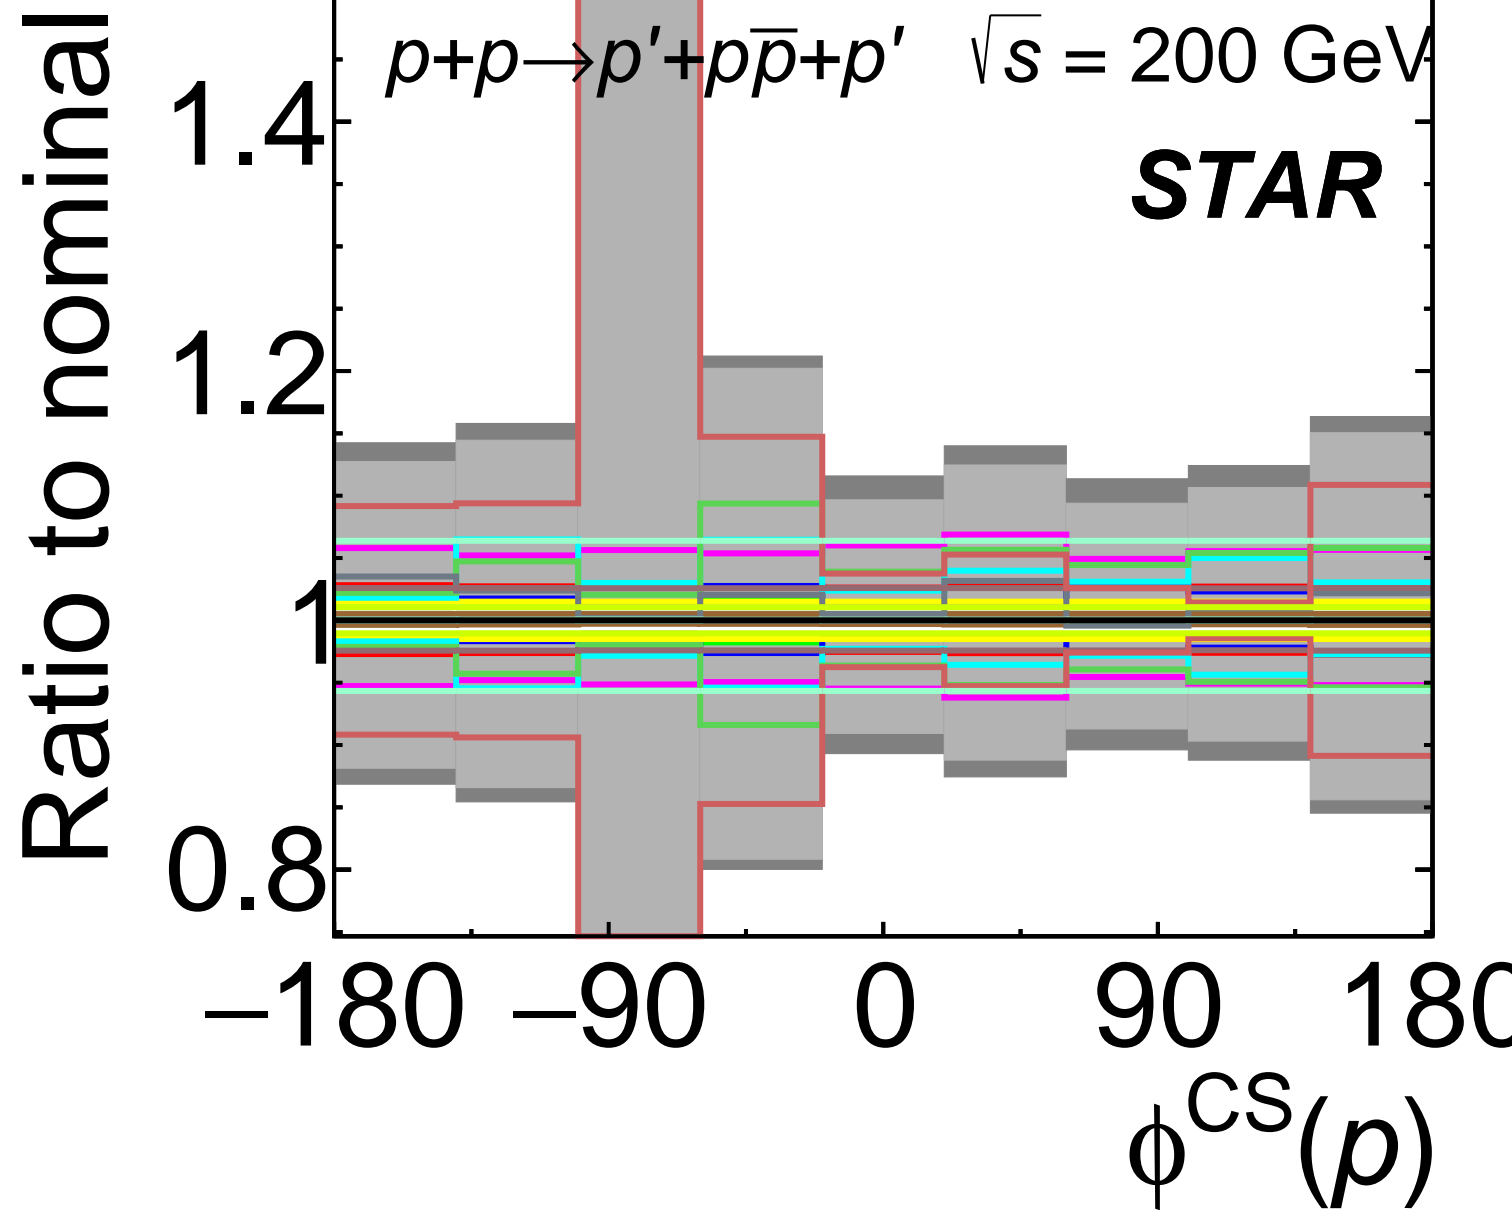 Ratio to nominal
p+p→p′+pp̅+p′ √s = 200 GeV
STAR
1.4
1.2
1
0.8
−180 −90 0 90 180
ϕ^CS(p)